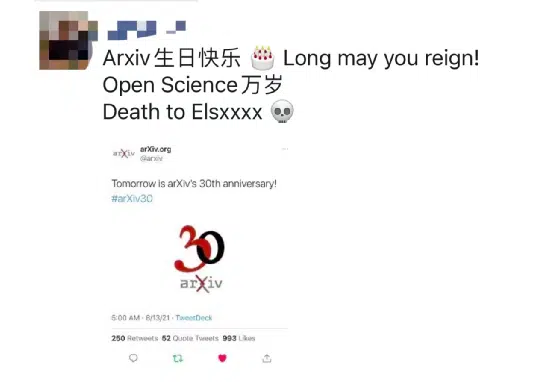 Arxiv生日快乐 🎂 Long may you reign!
Open Science万岁
Death to Elsxxxx 💀
arXiv arXiv.org
@arxiv
Tomorrow is arXiv's 30th anniversary!
#arXiv30
30
arXiv
5:00 AM · 8/13/21 · TweetDeck
250 Retweets 52 Quote Tweets 993 Likes